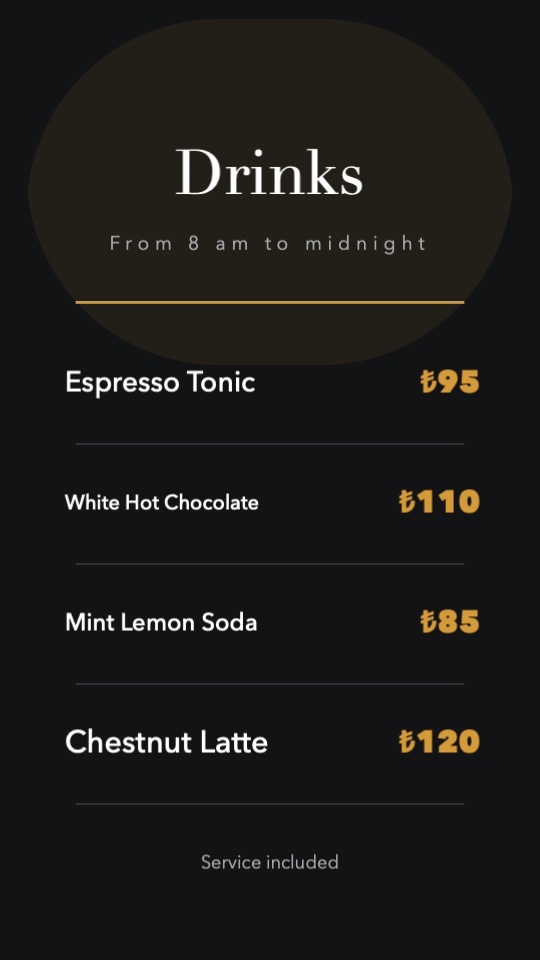 Drinks
From 8 am to midnight
Espresso Tonic ₺95
White Hot Chocolate ₺110
Mint Lemon Soda ₺85
Chestnut Latte ₺120
Service included